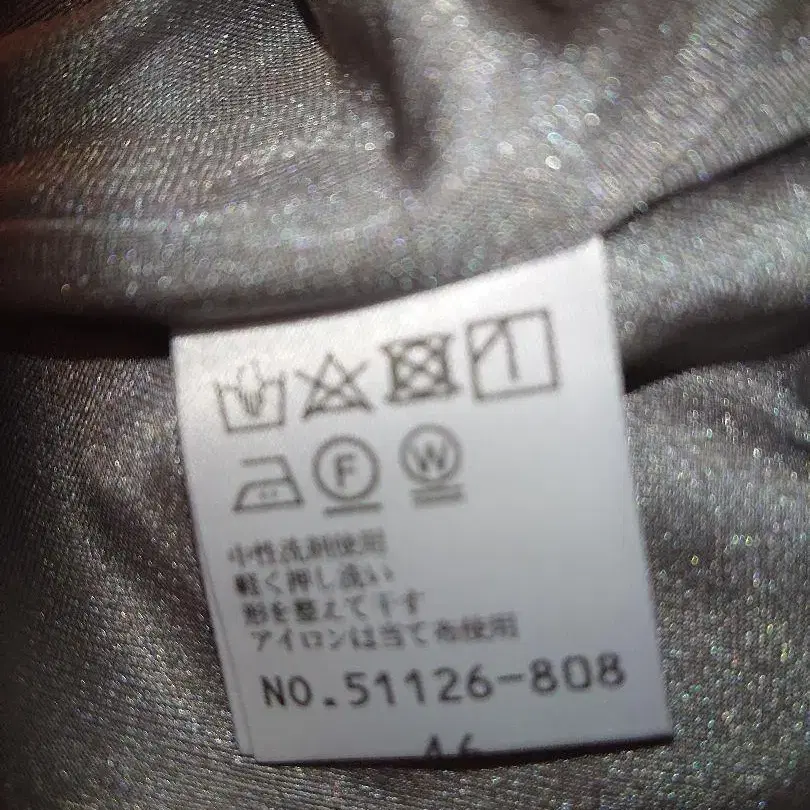 F W
中性洗剤使用
軽く押し洗い
形を整えて干す
アイロンは当て布使用
NO.51126-808